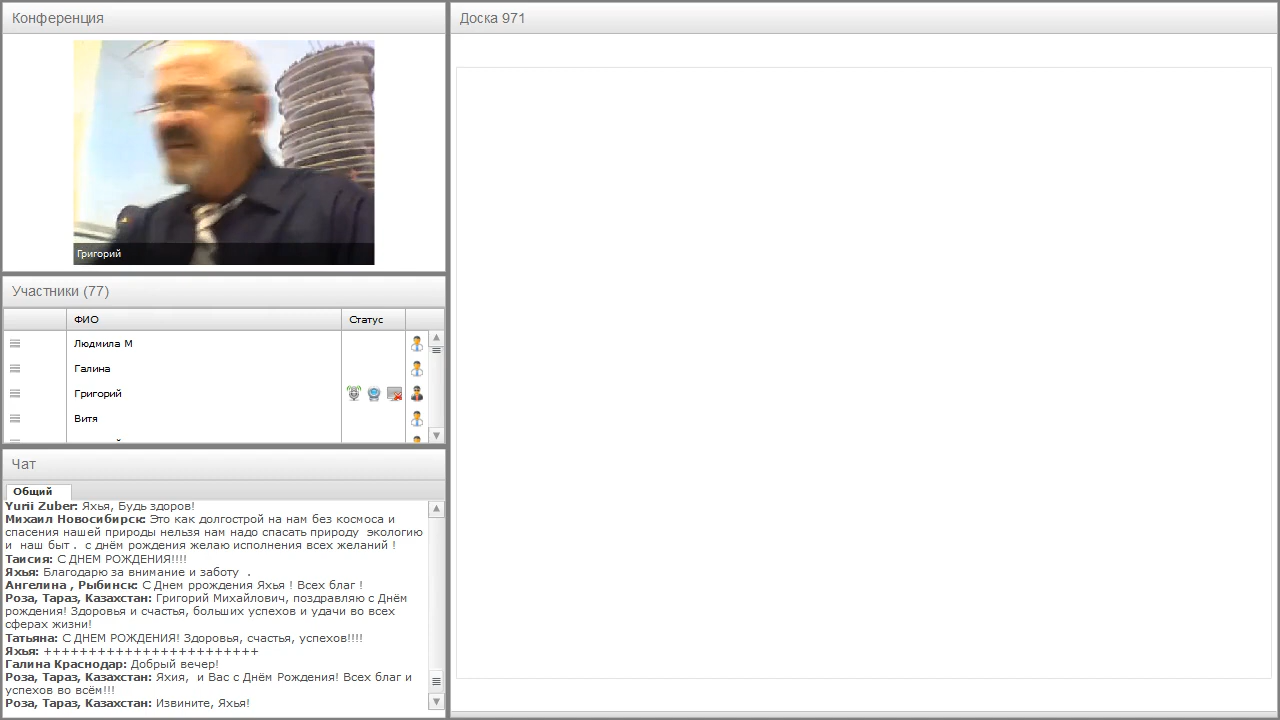 Конференция
Доска 971
Григорий
Участники (77)
ФИО
Статус
Людмила М
Галина
Григорий
Витя
Чат
Общий
Yurii Zuber: Яхья, Будь здоров!
Михаил Новосибирск: Это как долгострой на нам без космоса и
спасения нашей природы нельзя нам надо спасать природу экологию
и наш быт . с днём рождения желаю исполнения всех желаний !
Таисия: С ДНЕМ РОЖДЕНИЯ!!!!
Яхья: Благодарю за внимание и заботу .
Ангелина , Рыбинск: С Днем ррождения Яхья ! Всех благ !
Роза, Тараз, Казахстан: Григорий Михайлович, поздравляю с Днём
рождения! Здоровья и счастья, больших успехов и удачи во всех
сферах жизни!
Татьяна: С ДНЕМ РОЖДЕНИЯ! Здоровья, счастья, успехов!!!!
Яхья: ++++++++++++++++++++++++
Галина Краснодар: Добрый вечер!
Роза, Тараз, Казахстан: Яхия, и Вас с Днём Рождения! Всех благ и
успехов во всём!!!
Роза, Тараз, Казахстан: Извините, Яхья!